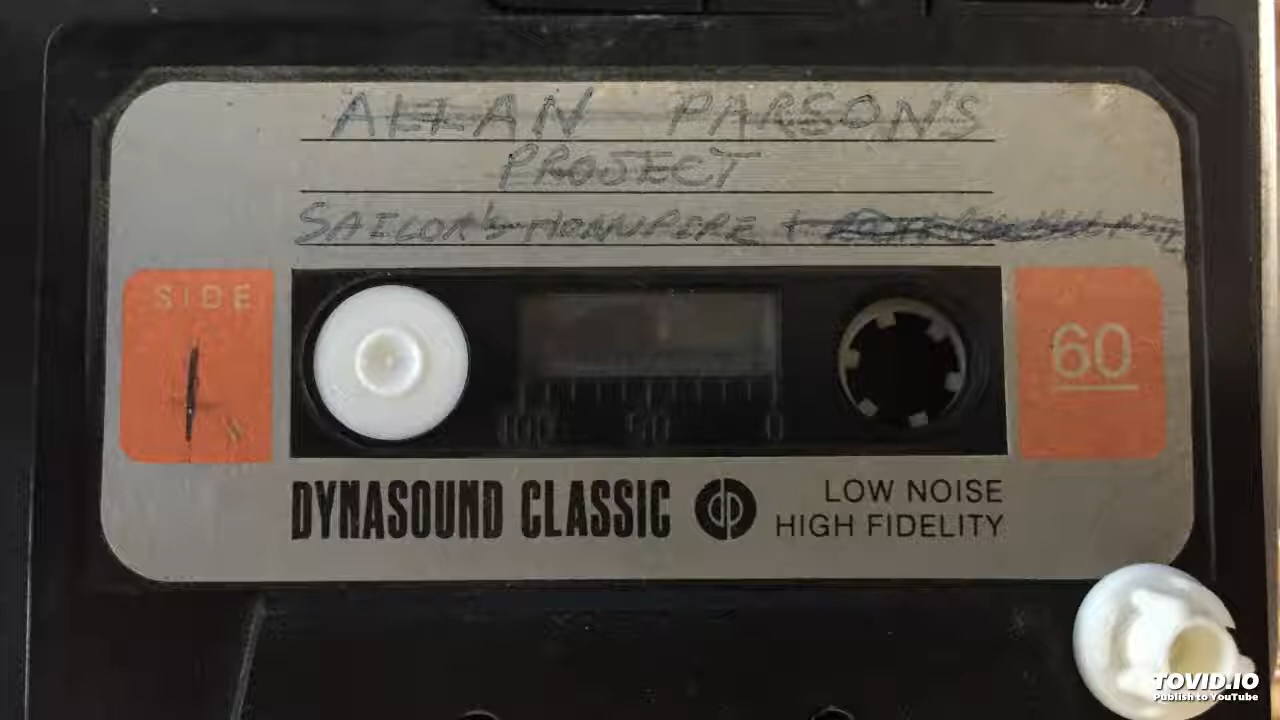 ALLAN PARSON'S
PROJECT
SAILOR'S HORNPIPE +
SIDE
1
60
100 50 0
DYNASOUND CLASSIC
LOW NOISE
HIGH FIDELITY
TOVID.IO
Publish to YouTube